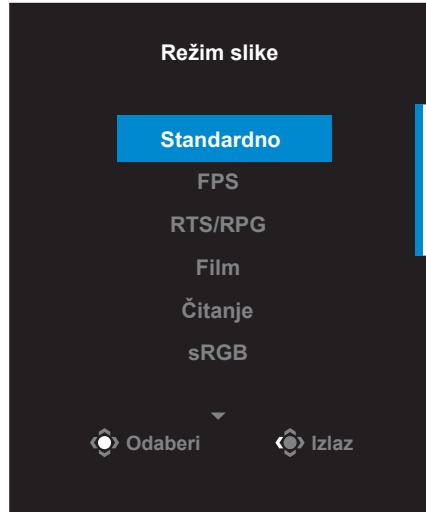 Režim slike
Standardno
FPS
RTS/RPG
Film
Čitanje
sRGB
Odaberi Izlaz